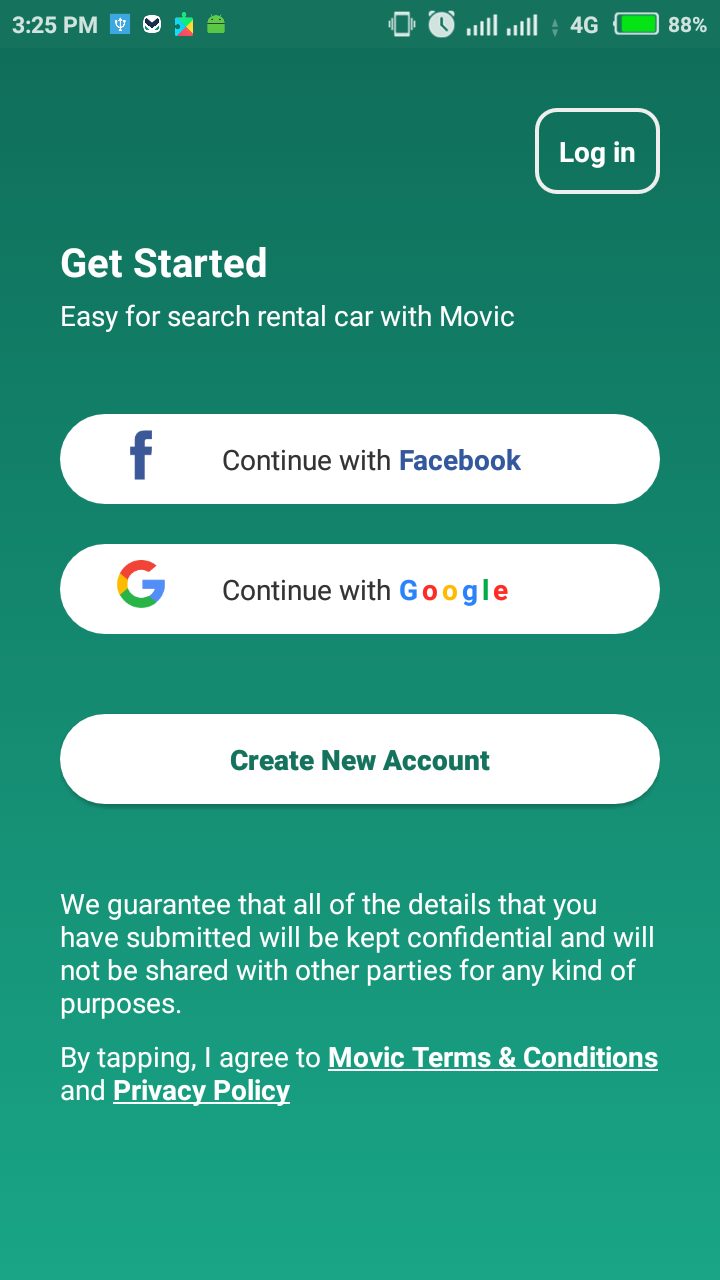 3:25 PM 4G 88%
Log in
Get Started
Easy for search rental car with Movic
Continue with Facebook
Continue with Google
Create New Account
We guarantee that all of the details that you
have submitted will be kept confidential and will
not be shared with other parties for any kind of
purposes.
By tapping, I agree to Movic Terms & Conditions
and Privacy Policy